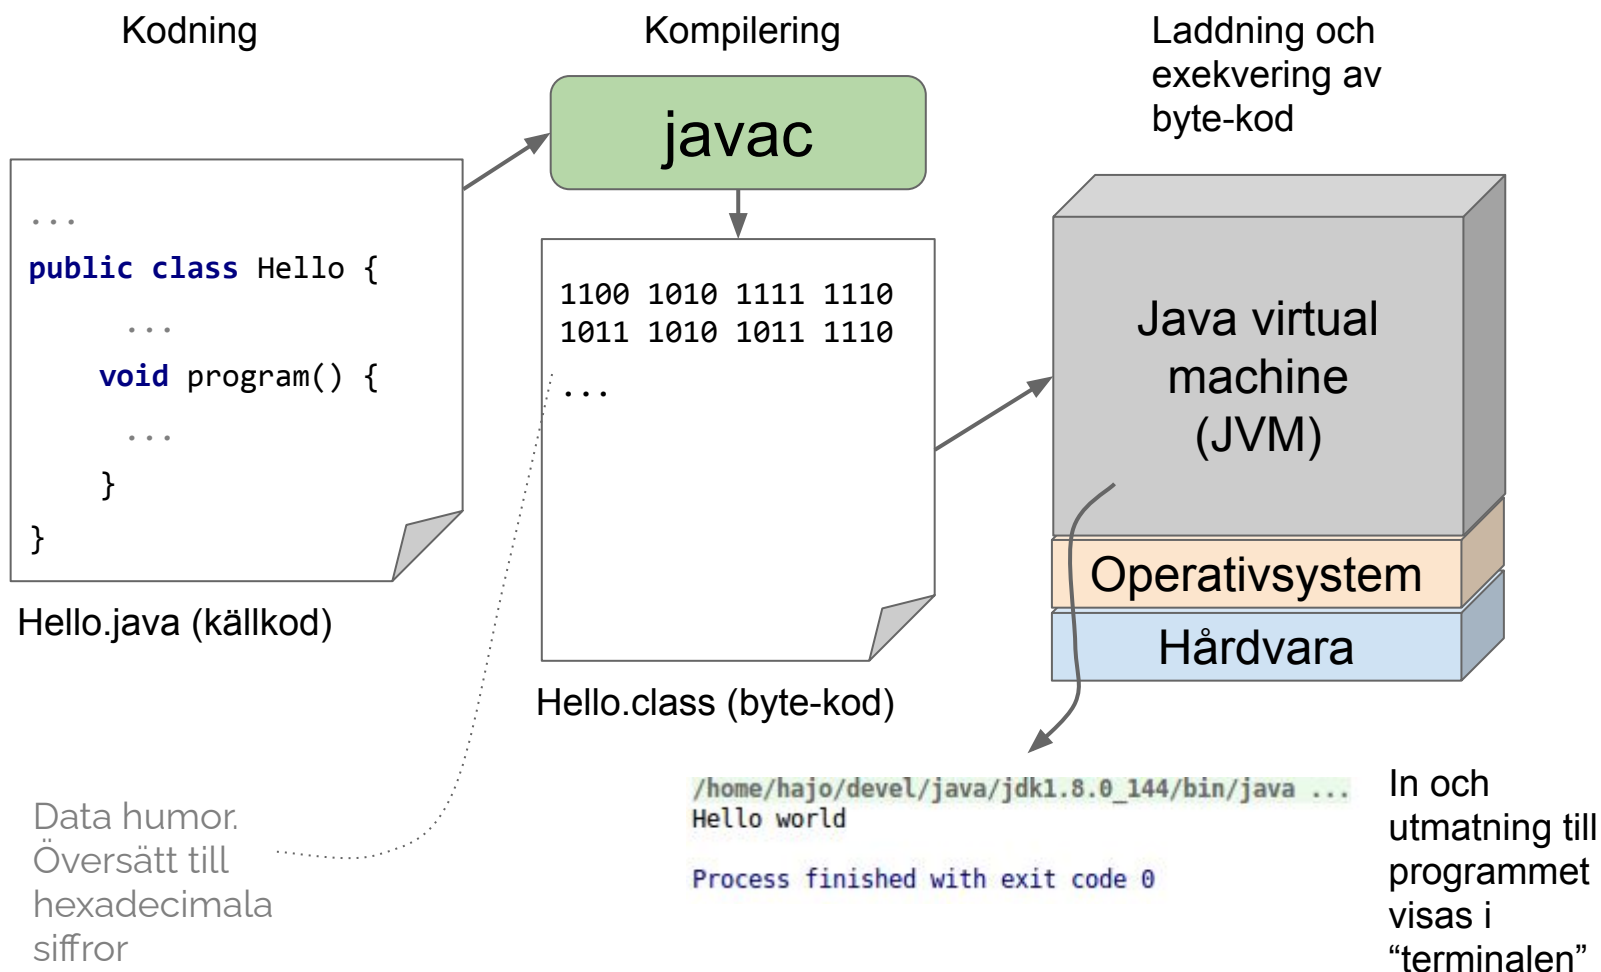 Kodning
...
public class Hello {
...
void program() {
...
}
}
Hello.java (källkod)
Kompilering
javac
1100 1010 1111 1110
1011 1010 1011 1110
...
Hello.class (byte-kod)
Laddning och
exekvering av
byte-kod
Java virtual
machine
(JVM)
Operativsystem
Hårdvara
Data humor.
Översätt till
hexadecimala
siffror
/home/hajo/devel/java/jdk1.8.0_144/bin/java ...
Hello world
Process finished with exit code 0
In och
utmatning till
programmet
visas i
“terminalen”